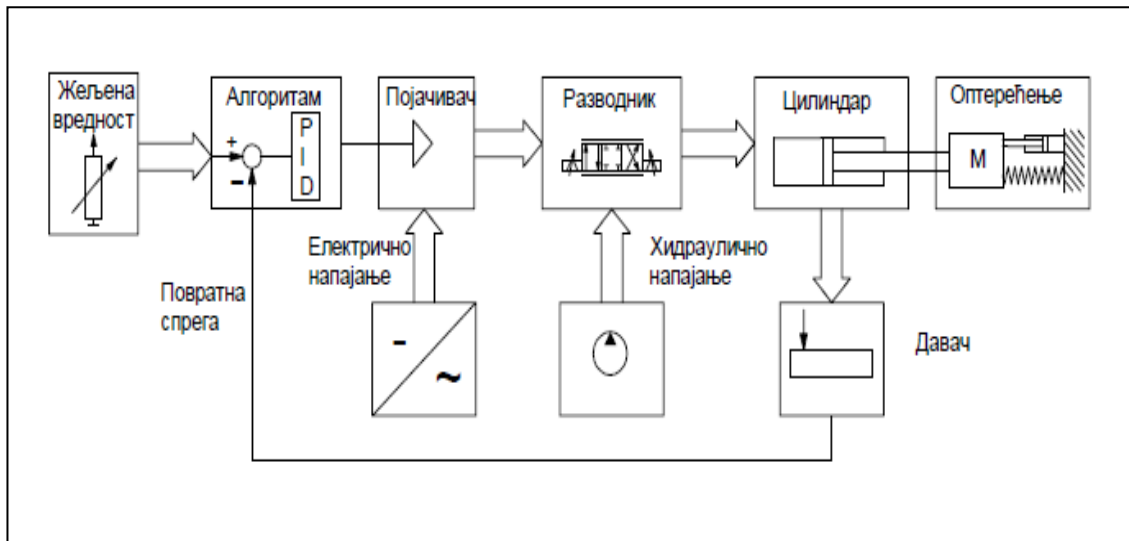 Жељена
вредност
Алгоритам
Појачивач
Разводник
Цилиндар
Оптерећење
+
-
P
I
D
M
Електрично
напајање
Хидраулично
напајање
Повратна
спрега
-
~
Давач